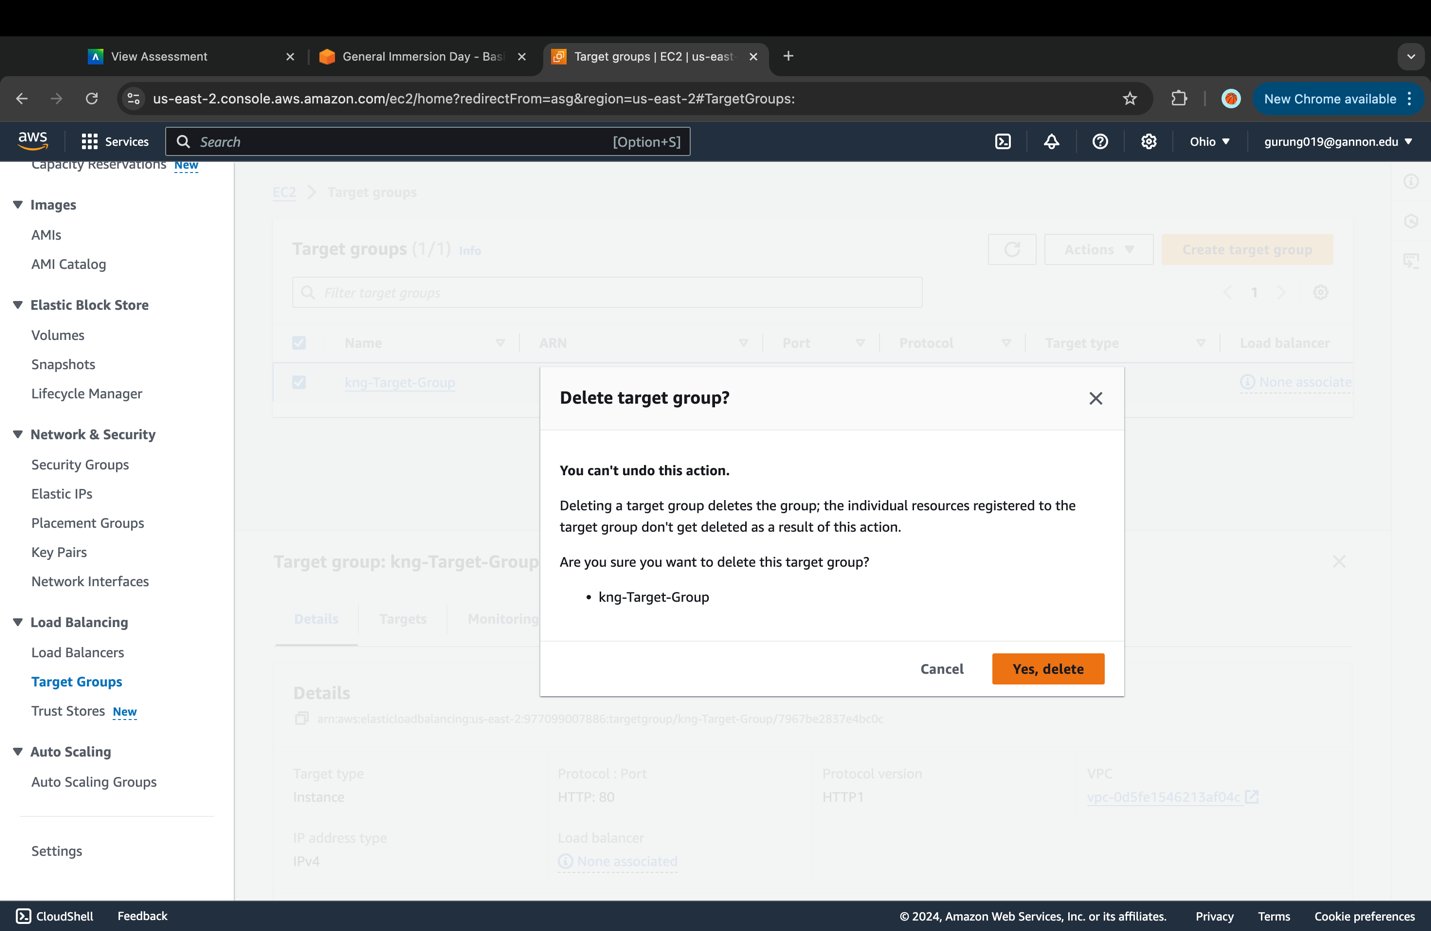 View Assessment
General Immersion Day - Bas
Target groups | EC2 | us-east
us-east-2.console.aws.amazon.com/ec2/home?redirectFrom=asg&region=us-east-2#TargetGroups:
New Chrome available
aws
Services
Search
[Option+S]
Ohio
gurung019@gannon.edu
Capacity Reservations New
Images
AMIs
AMI Catalog
Elastic Block Store
Volumes
Snapshots
Lifecycle Manager
Network & Security
Security Groups
Elastic IPs
Placement Groups
Key Pairs
Network Interfaces
Load Balancing
Load Balancers
Target Groups
Trust Stores New
Auto Scaling
Auto Scaling Groups
Settings
EC2 > Target groups
Target groups (1/1) Info
Actions
Create target group
Filter target groups
1
Name ARN Port Protocol Target type Load balancer
kng-Target-Group
None associate
Delete target group?
You can't undo this action.
Deleting a target group deletes the group; the individual resources registered to the
target group don't get deleted as a result of this action.
Are you sure you want to delete this target group?
• kng-Target-Group
Cancel
Yes, delete
Target group: kng-Target-Group
Details Targets Monitoring
Details
arn:aws:elasticloadbalancing:us-east-2:977099007886:targetgroup/kng-Target-Group/7967be2837e4bc0c
Target type
Instance
Protocol : Port
HTTP: 80
Protocol version
HTTP1
VPC
vpc-0d5fe1546213af04c
IP address type
IPv4
Load balancer
None associated
CloudShell
Feedback
© 2024, Amazon Web Services, Inc. or its affiliates.
Privacy
Terms
Cookie preferences